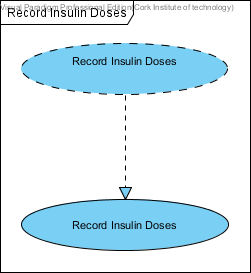 Visual Paradigm Professional Edition(Cork Institute of technology)
Record Insulin Doses
Record Insulin Doses
Record Insulin Doses